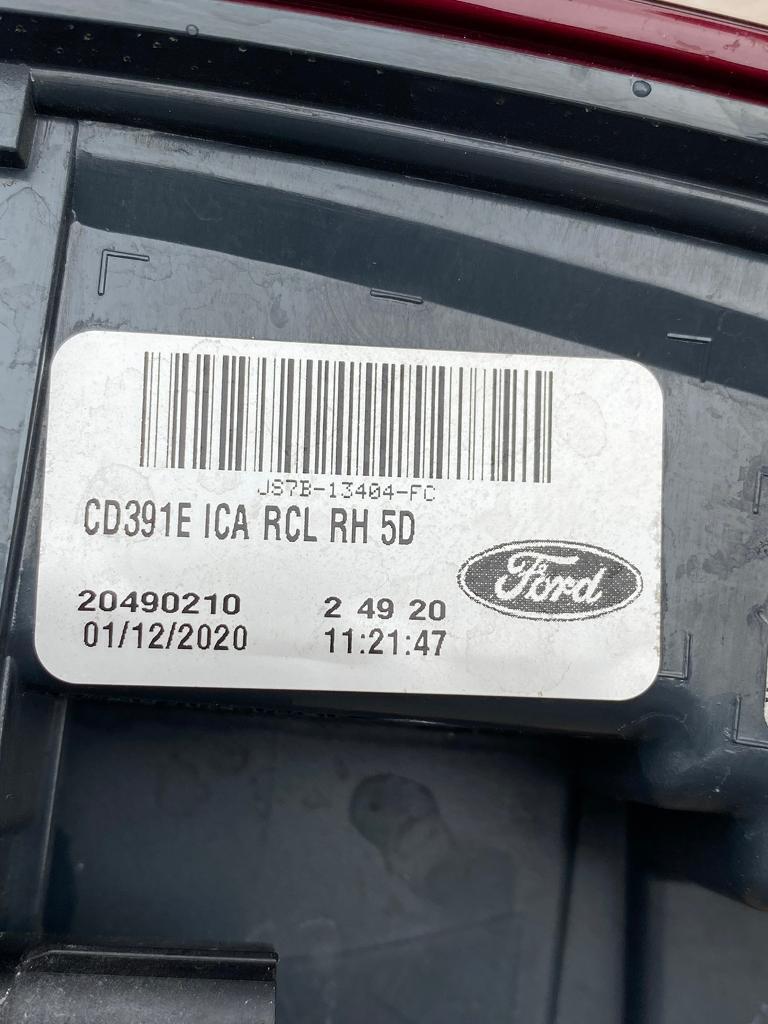 JS7B-13404-FC
CD391E ICA RCL RH 5D
Ford
20490210 2 49 20
01/12/2020 11:21:47